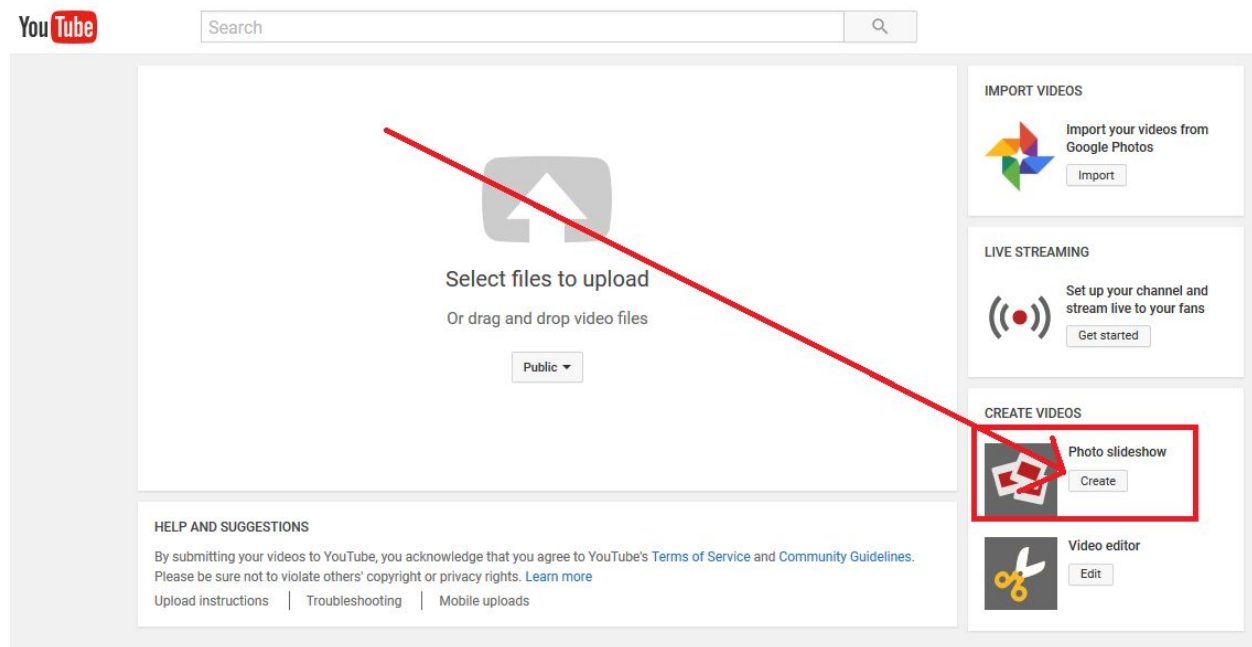 You Tube
Search
Select files to upload
Or drag and drop video files
Public
HELP AND SUGGESTIONS
By submitting your videos to YouTube, you acknowledge that you agree to YouTube's Terms of Service and Community Guidelines.
Please be sure not to violate others' copyright or privacy rights. Learn more
Upload instructions | Troubleshooting | Mobile uploads
IMPORT VIDEOS
Import your videos from
Google Photos
Import
LIVE STREAMING
Set up your channel and
stream live to your fans
Get started
CREATE VIDEOS
Photo slideshow
Create
Video editor
Edit